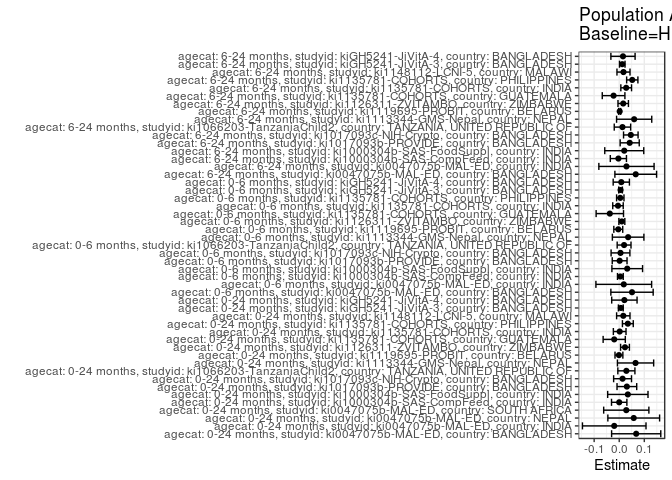 Population A
Baseline=H
agecat: 6-24 months, studyid: kiGH5241-JiVitA-4, country: BANGLADESH
agecat: 6-24 months, studyid: kiGH5241-JiVitA-3, country: BANGLADESH
agecat: 6-24 months, studyid: ki1148112-LCNI-5, country: MALAWI
agecat: 6-24 months, studyid: ki1135781-COHORTS, country: PHILIPPINES
agecat: 6-24 months, studyid: ki1135781-COHORTS, country: INDIA
agecat: 6-24 months, studyid: ki1135781-COHORTS, country: GUATEMALA
agecat: 6-24 months, studyid: ki1126311-ZVITAMBO, country: ZIMBABWE
agecat: 6-24 months, studyid: ki1119695-PROBIT, country: BELARUS
agecat: 6-24 months, studyid: ki1113344-GMS-Nepal, country: NEPAL
agecat: 6-24 months, studyid: ki1066203-TanzaniaChild2, country: TANZANIA, UNITED REPUBLIC OF
agecat: 6-24 months, studyid: ki1017093c-NIH-Crypto, country: BANGLADESH
agecat: 6-24 months, studyid: ki1017093b-PROVIDE, country: BANGLADESH
agecat: 6-24 months, studyid: ki1000304b-SAS-FoodSuppl, country: INDIA
agecat: 6-24 months, studyid: ki1000304b-SAS-CompFeed, country: INDIA
agecat: 6-24 months, studyid: ki0047075b-MAL-ED, country: INDIA
agecat: 6-24 months, studyid: ki0047075b-MAL-ED, country: BANGLADESH
agecat: 0-6 months, studyid: kiGH5241-JiVitA-4, country: BANGLADESH
agecat: 0-6 months, studyid: kiGH5241-JiVitA-3, country: BANGLADESH
agecat: 0-6 months, studyid: ki1135781-COHORTS, country: PHILIPPINES
agecat: 0-6 months, studyid: ki1135781-COHORTS, country: INDIA
agecat: 0-6 months, studyid: ki1135781-COHORTS, country: GUATEMALA
agecat: 0-6 months, studyid: ki1126311-ZVITAMBO, country: ZIMBABWE
agecat: 0-6 months, studyid: ki1119695-PROBIT, country: BELARUS
agecat: 0-6 months, studyid: ki1113344-GMS-Nepal, country: NEPAL
agecat: 0-6 months, studyid: ki1066203-TanzaniaChild2, country: TANZANIA, UNITED REPUBLIC OF
agecat: 0-6 months, studyid: ki1017093c-NIH-Crypto, country: BANGLADESH
agecat: 0-6 months, studyid: ki1017093b-PROVIDE, country: BANGLADESH
agecat: 0-6 months, studyid: ki1000304b-SAS-FoodSuppl, country: INDIA
agecat: 0-6 months, studyid: ki1000304b-SAS-CompFeed, country: INDIA
agecat: 0-6 months, studyid: ki0047075b-MAL-ED, country: INDIA
agecat: 0-6 months, studyid: ki0047075b-MAL-ED, country: BANGLADESH
agecat: 0-24 months, studyid: kiGH5241-JiVitA-4, country: BANGLADESH
agecat: 0-24 months, studyid: kiGH5241-JiVitA-3, country: BANGLADESH
agecat: 0-24 months, studyid: ki1148112-LCNI-5, country: MALAWI
agecat: 0-24 months, studyid: ki1135781-COHORTS, country: PHILIPPINES
agecat: 0-24 months, studyid: ki1135781-COHORTS, country: INDIA
agecat: 0-24 months, studyid: ki1135781-COHORTS, country: GUATEMALA
agecat: 0-24 months, studyid: ki1126311-ZVITAMBO, country: ZIMBABWE
agecat: 0-24 months, studyid: ki1119695-PROBIT, country: BELARUS
agecat: 0-24 months, studyid: ki1113344-GMS-Nepal, country: NEPAL
agecat: 0-24 months, studyid: ki1066203-TanzaniaChild2, country: TANZANIA, UNITED REPUBLIC OF
agecat: 0-24 months, studyid: ki1017093c-NIH-Crypto, country: BANGLADESH
agecat: 0-24 months, studyid: ki1017093b-PROVIDE, country: BANGLADESH
agecat: 0-24 months, studyid: ki1000304b-SAS-FoodSuppl, country: INDIA
agecat: 0-24 months, studyid: ki1000304b-SAS-CompFeed, country: INDIA
agecat: 0-24 months, studyid: ki0047075b-MAL-ED, country: SOUTH AFRICA
agecat: 0-24 months, studyid: ki0047075b-MAL-ED, country: NEPAL
agecat: 0-24 months, studyid: ki0047075b-MAL-ED, country: INDIA
agecat: 0-24 months, studyid: ki0047075b-MAL-ED, country: BANGLADESH
-0.1 0.0 0.1
Estimate